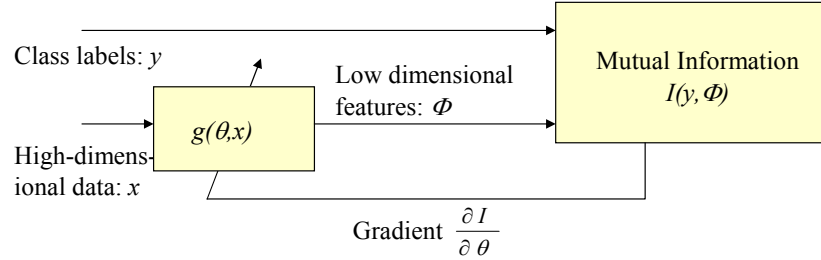 Class labels: y
Mutual Information
I(y,Φ)
Low dimensional
features: Φ
g(θ,x)
High-dimens-
ional data: x
Gradient ∂ I / ∂ θ